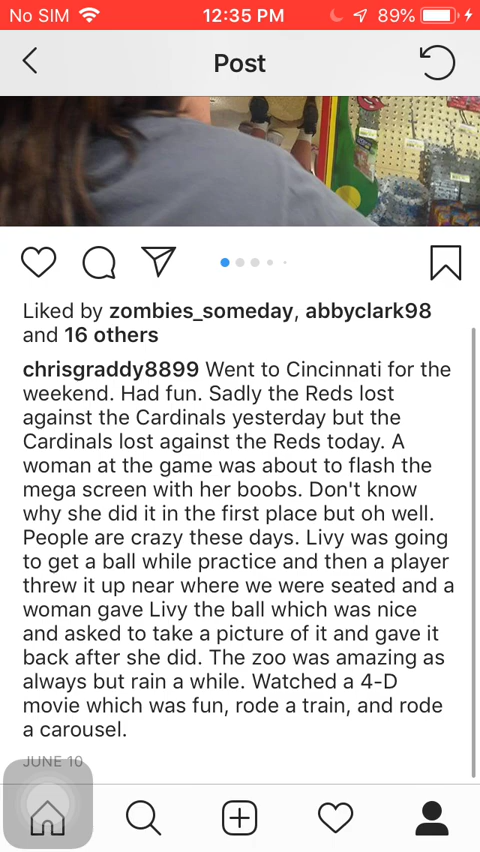 No SIM 12:35 PM 89%
Post
Liked by zombies_someday, abbyclark98
and 16 others
chrisgraddy8899 Went to Cincinnati for the
weekend. Had fun. Sadly the Reds lost
against the Cardinals yesterday but the
Cardinals lost against the Reds today. A
woman at the game was about to flash the
mega screen with her boobs. Don't know
why she did it in the first place but oh well.
People are crazy these days. Livy was going
to get a ball while practice and then a player
threw it up near where we were seated and a
woman gave Livy the ball which was nice
and asked to take a picture of it and gave it
back after she did. The zoo was amazing as
always but rain a while. Watched a 4-D
movie which was fun, rode a train, and rode
a carousel.
JUNE 10